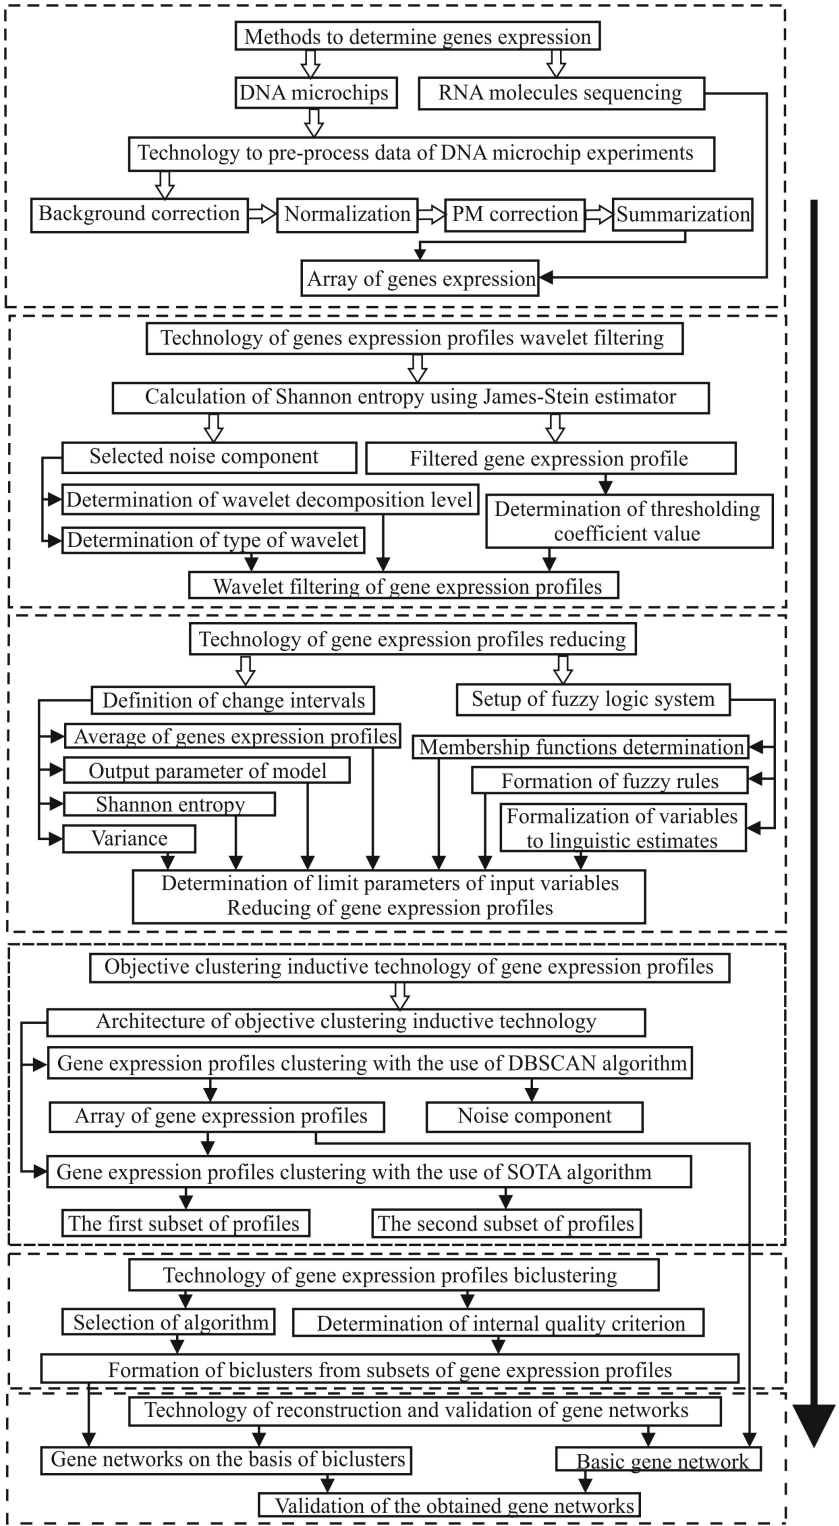 Methods to determine genes expression
DNA microchips
RNA molecules sequencing
Technology to pre-process data of DNA microchip experiments
Background correction
Normalization
PM correction
Summarization
Array of genes expression
Technology of genes expression profiles wavelet filtering
Calculation of Shannon entropy using James-Stein estimator
Selected noise component
Filtered gene expression profile
Determination of wavelet decomposition level
Determination of thresholding
coefficient value
Determination of type of wavelet
Wavelet filtering of gene expression profiles
Technology of gene expression profiles reducing
Definition of change intervals
Setup of fuzzy logic system
Average of genes expression profiles
Membership functions determination
Output parameter of model
Formation of fuzzy rules
Shannon entropy
Formalization of variables
to linguistic estimates
Variance
Determination of limit parameters of input variables
Reducing of gene expression profiles
Objective clustering inductive technology of gene expression profiles
Architecture of objective clustering inductive technology
Gene expression profiles clustering with the use of DBSCAN algorithm
Array of gene expression profiles
Noise component
Gene expression profiles clustering with the use of SOTA algorithm
The first subset of profiles
The second subset of profiles
Technology of gene expression profiles biclustering
Selection of algorithm
Determination of internal quality criterion
Formation of biclusters from subsets of gene expression profiles
Technology of reconstruction and validation of gene networks
Gene networks on the basis of biclusters
Basic gene network
Validation of the obtained gene networks